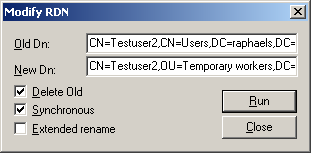 Modify RDN
Old Dn: CN=Testuser2,CN=Users,DC=raphaels,DC=
New Dn: CN=Testuser2,OU=Temporary workers,DC=
Delete Old
Run
Synchronous
Extended rename
Close